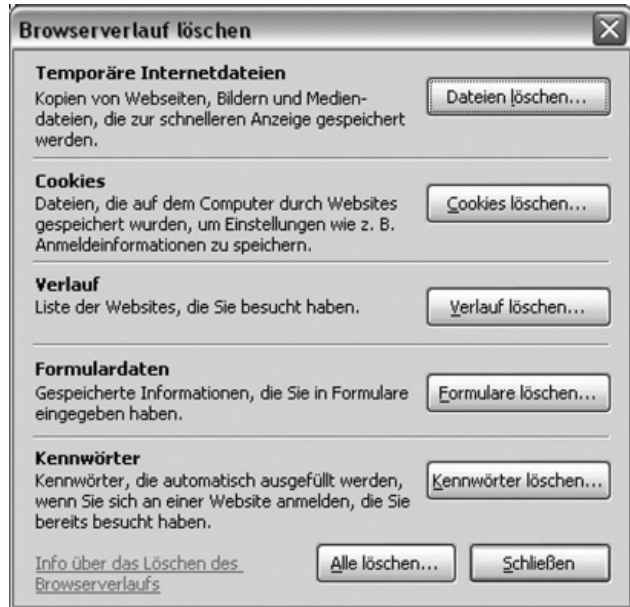 Browserverlauf löschen
Temporäre Internetdateien
Kopien von Webseiten, Bildern und Medien-
dateien, die zur schnelleren Anzeige gespeichert
werden.
Dateien löschen...
Cookies
Dateien, die auf dem Computer durch Websites
gespeichert wurden, um Einstellungen wie z. B.
Anmeldeinformationen zu speichern.
Cookies löschen...
Verlauf
Liste der Websites, die Sie besucht haben.
Verlauf löschen...
Formulardaten
Gespeicherte Informationen, die Sie in Formulare
eingegeben haben.
Formulare löschen...
Kennwörter
Kennwörter, die automatisch ausgefüllt werden,
wenn Sie sich an einer Website anmelden, die Sie
bereits besucht haben.
Kennwörter löschen...
Info über das Löschen des
Browserverlaufs
Alle löschen...
Schließen